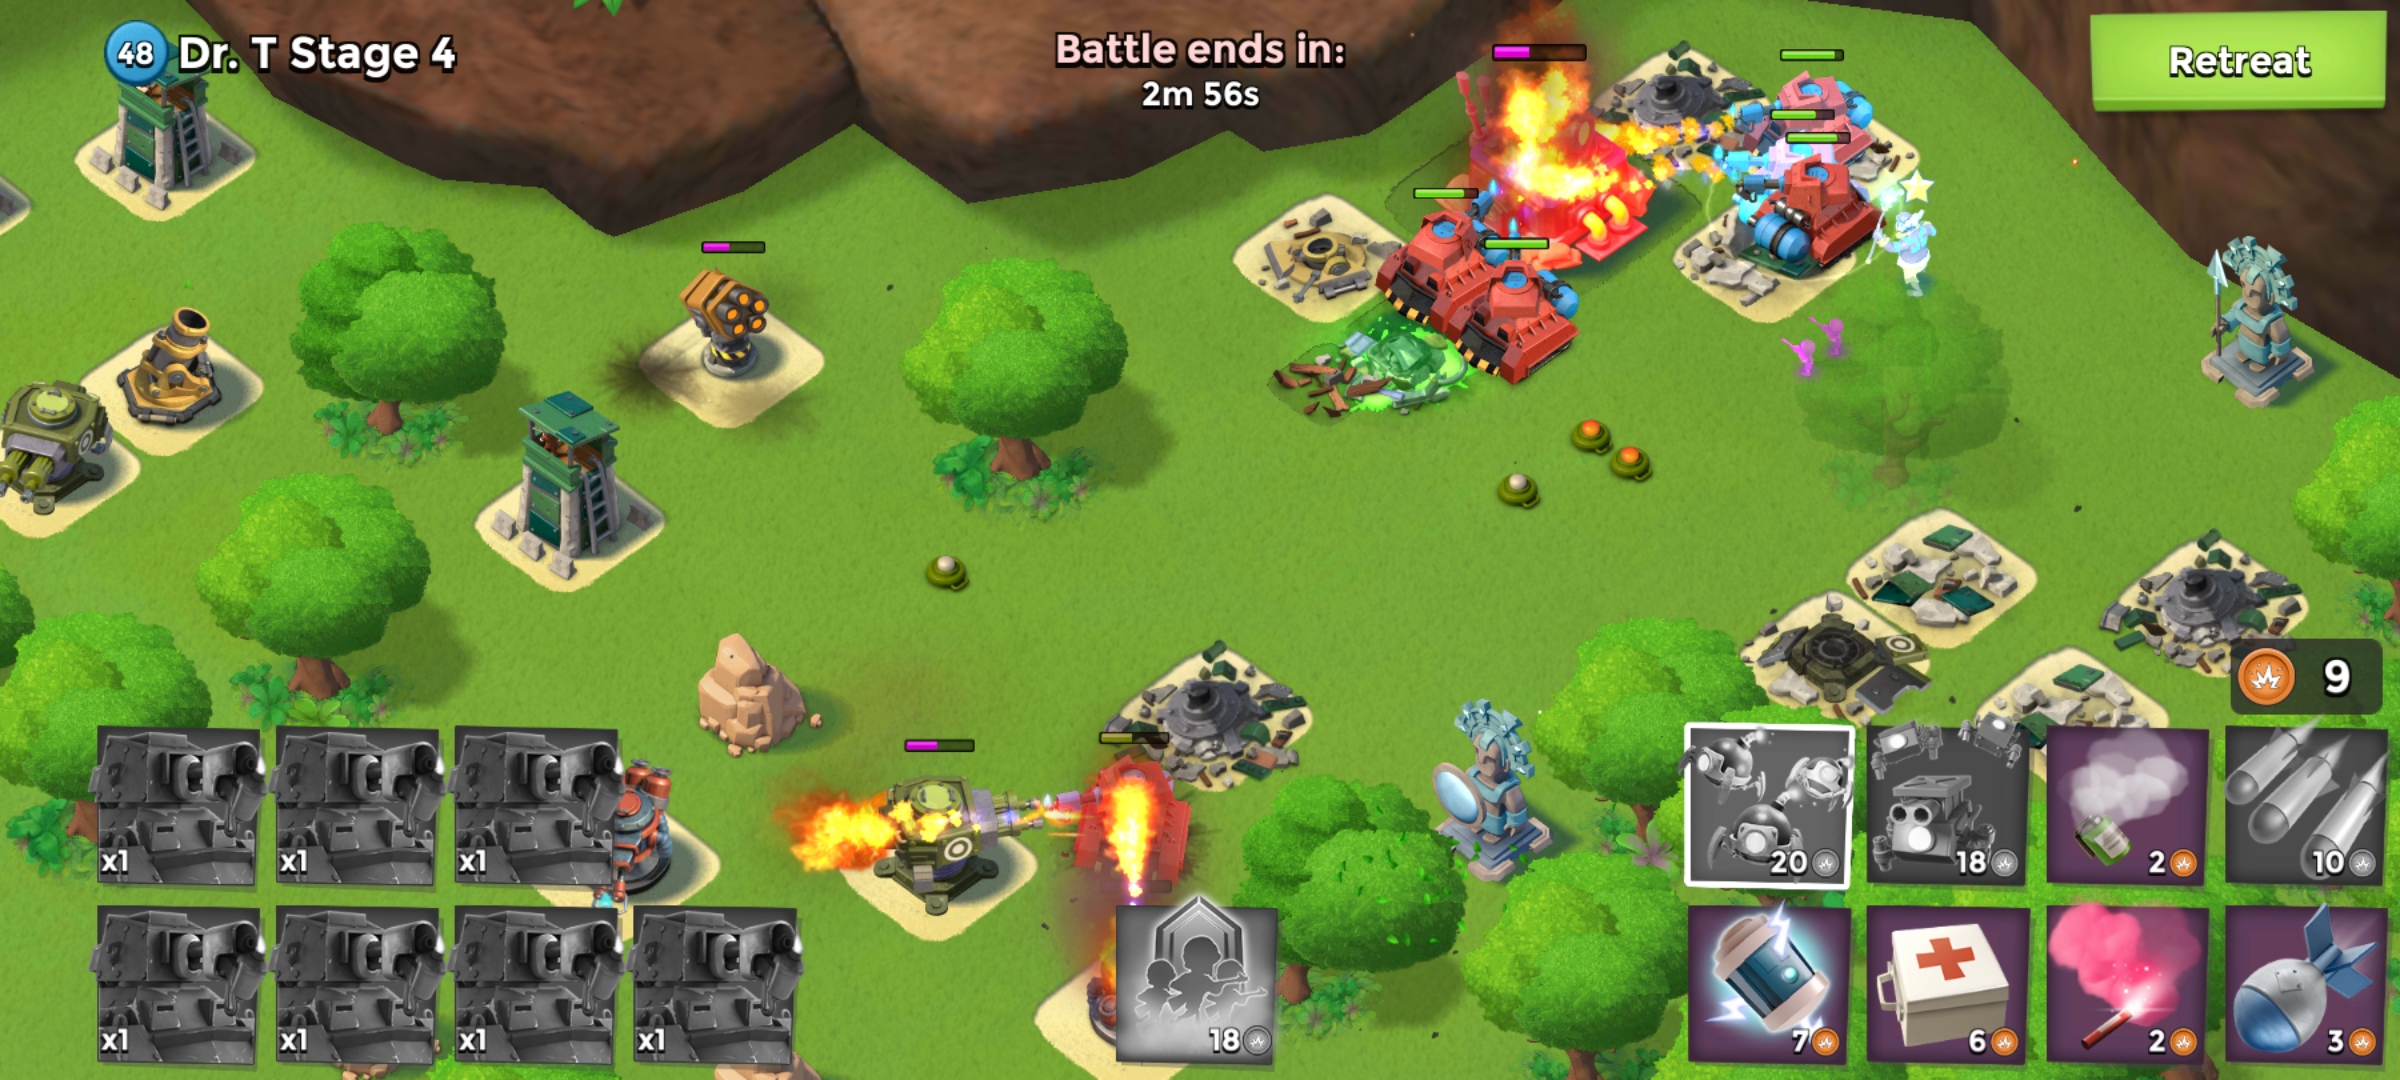 48 Dr. T Stage 4
Battle ends in:
2m 56s
Retreat
9
x1
x1
x1
20
18
2
10
x1
x1
x1
x1
18
7
6
2
3